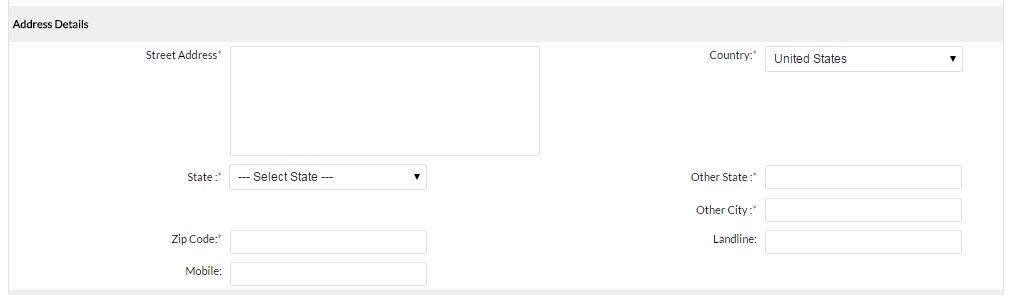 Address Details
Street Address* Country:* United States
State :* --- Select State --- Other State :*
Other City :*
Zip Code:* Landline:
Mobile: